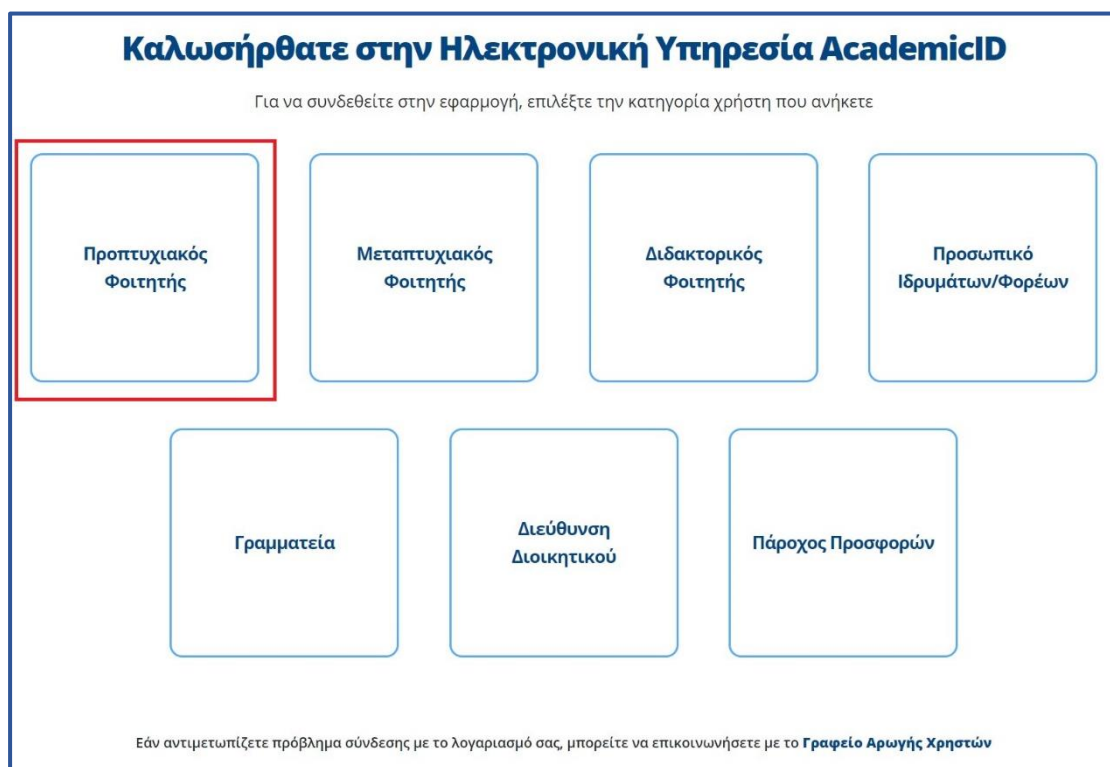 Καλωσήρθατε στην Ηλεκτρονική Υπηρεσία AcademicID
Για να συνδεθείτε στην εφαρμογή, επιλέξτε την κατηγορία χρήστη που ανήκετε
Προπτυχιακός
Φοιτητής
Μεταπτυχιακός
Φοιτητής
Διδακτορικός
Φοιτητής
Προσωπικό
Ιδρυμάτων/Φορέων
Γραμματεία
Διεύθυνση
Διοικητικού
Πάροχος Προσφορών
Εάν αντιμετωπίζετε πρόβλημα σύνδεσης με το λογαριασμό σας, μπορείτε να επικοινωνήσετε με το Γραφείο Αρωγής Χρηστών